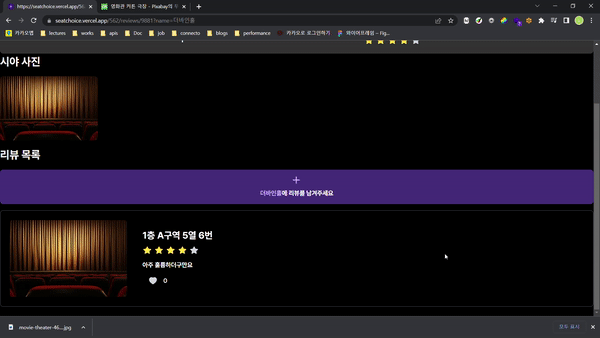 https://seatchoice.vercel.app/56
영화관 커튼 극장 - Pixabay의 무
seatchoice.vercel.app/562/reviews/9881?name=더바인홀
카카오맵
lectures
works
apis
Doc
job
connecto
blogs
performance
카카오로 로그인하기
와이어프레임 – Fig...
시야 사진
리뷰 목록
더바인홀에 리뷰를 남겨주세요
1층 A구역 5열 6번
아주 훌륭하더구만요
0
movie-theater-46....jpg
모두 표시